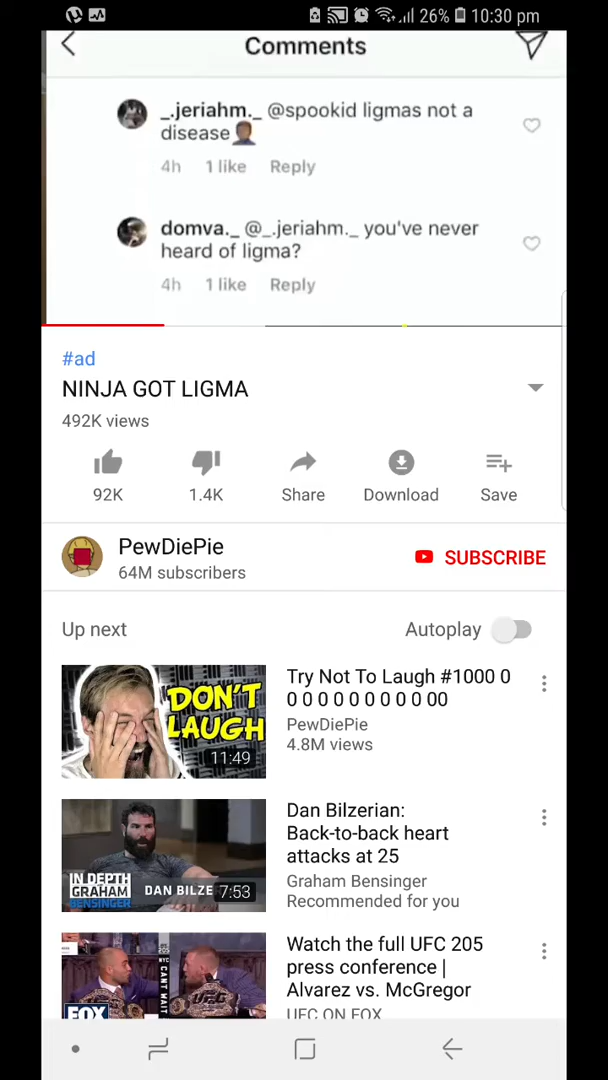 26% 10:30 pm
Comments
_.jeriahm._ @spookid ligmas not a
disease🤦🏾‍♂️
4h 1 like Reply
domva._ @_.jeriahm._ you've never
heard of ligma?
4h 1 like Reply
#ad
NINJA GOT LIGMA
492K views
92K 1.4K Share Download Save
PewDiePie
64M subscribers
SUBSCRIBE
Up next Autoplay
DON'T
LAUGH
11:49
Try Not To Laugh #1000 0
0 0 0 0 0 0 0 0 0 0 00
PewDiePie
4.8M views
IN DEPTH
GRAHAM
BENSINGER
DAN BILZE
7:53
Dan Bilzerian:
Back-to-back heart
attacks at 25
Graham Bensinger
Recommended for you
NYC
CAN'T WAIT
UFC
FOX
Watch the full UFC 205
press conference |
Alvarez vs. McGregor
UFC ON FOX